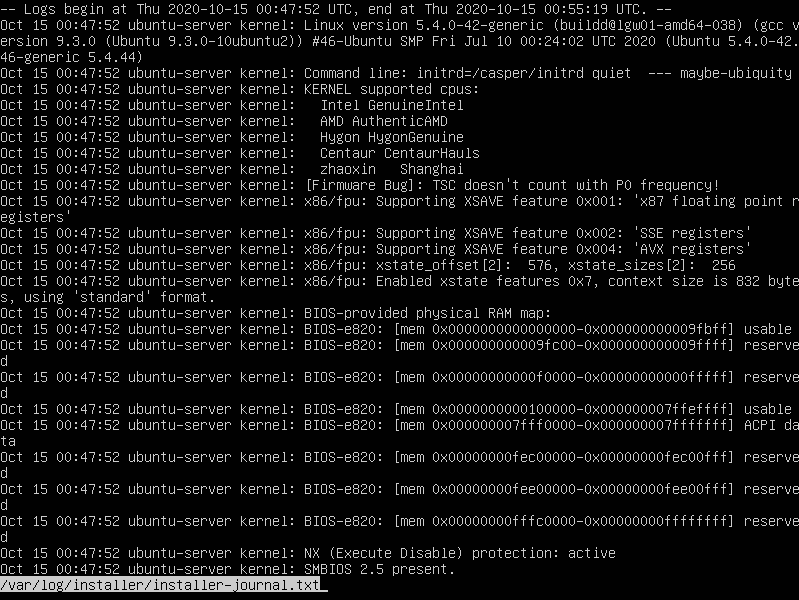 -- Logs begin at Thu 2020-10-15 00:47:52 UTC, end at Thu 2020-10-15 00:55:19 UTC. --
Oct 15 00:47:52 ubuntu-server kernel: Linux version 5.4.0-42-generic (buildd@lgw01-amd64-038) (gcc v
ersion 9.3.0 (Ubuntu 9.3.0-10ubuntu2)) #46-Ubuntu SMP Fri Jul 10 00:24:02 UTC 2020 (Ubuntu 5.4.0-42.
46-generic 5.4.44)
Oct 15 00:47:52 ubuntu-server kernel: Command line: initrd=/casper/initrd quiet  --- maybe-ubiquity
Oct 15 00:47:52 ubuntu-server kernel: KERNEL supported cpus:
Oct 15 00:47:52 ubuntu-server kernel:   Intel GenuineIntel
Oct 15 00:47:52 ubuntu-server kernel:   AMD AuthenticAMD
Oct 15 00:47:52 ubuntu-server kernel:   Hygon HygonGenuine
Oct 15 00:47:52 ubuntu-server kernel:   Centaur CentaurHauls
Oct 15 00:47:52 ubuntu-server kernel:   zhaoxin   Shanghai
Oct 15 00:47:52 ubuntu-server kernel: [Firmware Bug]: TSC doesn't count with P0 frequency!
Oct 15 00:47:52 ubuntu-server kernel: x86/fpu: Supporting XSAVE feature 0x001: 'x87 floating point r
egisters'
Oct 15 00:47:52 ubuntu-server kernel: x86/fpu: Supporting XSAVE feature 0x002: 'SSE registers'
Oct 15 00:47:52 ubuntu-server kernel: x86/fpu: Supporting XSAVE feature 0x004: 'AVX registers'
Oct 15 00:47:52 ubuntu-server kernel: x86/fpu: xstate_offset[2]:  576, xstate_sizes[2]:  256
Oct 15 00:47:52 ubuntu-server kernel: x86/fpu: Enabled xstate features 0x7, context size is 832 byte
s, using 'standard' format.
Oct 15 00:47:52 ubuntu-server kernel: BIOS-provided physical RAM map:
Oct 15 00:47:52 ubuntu-server kernel: BIOS-e820: [mem 0x0000000000000000-0x000000000009fbff] usable
Oct 15 00:47:52 ubuntu-server kernel: BIOS-e820: [mem 0x000000000009fc00-0x000000000009ffff] reserve
d
Oct 15 00:47:52 ubuntu-server kernel: BIOS-e820: [mem 0x00000000000f0000-0x00000000000fffff] reserve
d
Oct 15 00:47:52 ubuntu-server kernel: BIOS-e820: [mem 0x0000000000100000-0x000000007ffeffff] usable
Oct 15 00:47:52 ubuntu-server kernel: BIOS-e820: [mem 0x000000007fff0000-0x000000007fffffff] ACPI da
ta
Oct 15 00:47:52 ubuntu-server kernel: BIOS-e820: [mem 0x00000000fec00000-0x00000000fec00fff] reserve
d
Oct 15 00:47:52 ubuntu-server kernel: BIOS-e820: [mem 0x00000000fee00000-0x00000000fee00fff] reserve
d
Oct 15 00:47:52 ubuntu-server kernel: BIOS-e820: [mem 0x00000000fffc0000-0x00000000ffffffff] reserve
d
Oct 15 00:47:52 ubuntu-server kernel: NX (Execute Disable) protection: active
Oct 15 00:47:52 ubuntu-server kernel: SMBIOS 2.5 present.
/var/log/installer/installer-journal.txt